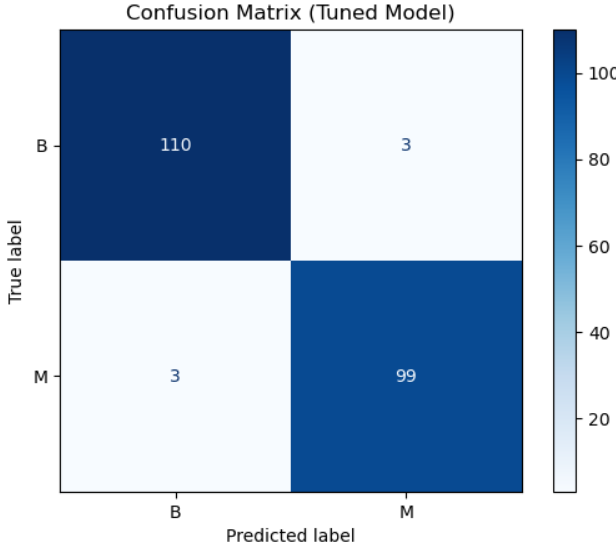 Confusion Matrix (Tuned Model)
True label
B
110
3
M
3
99
B
M
Predicted label
100
80
60
40
20